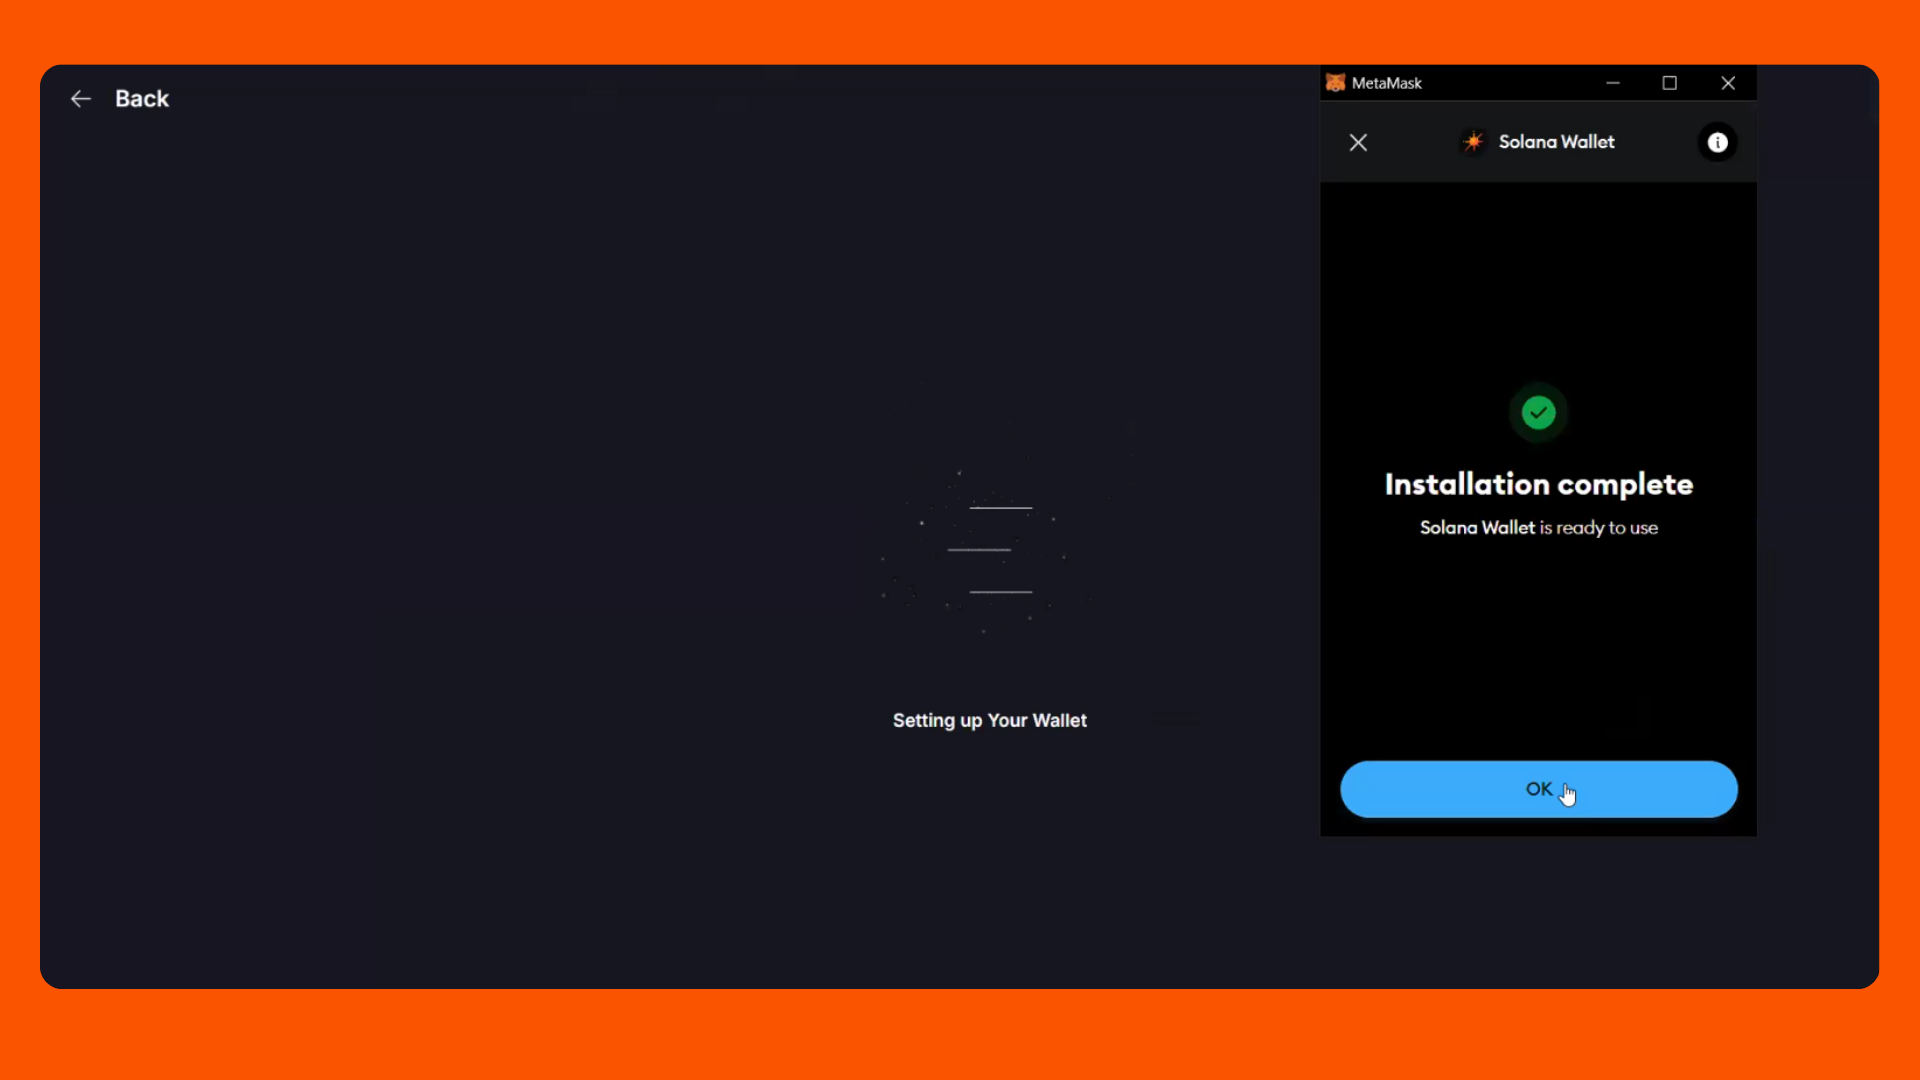 Back
MetaMask
Solana Wallet
Installation complete
Solana Wallet is ready to use
Setting up Your Wallet
OK